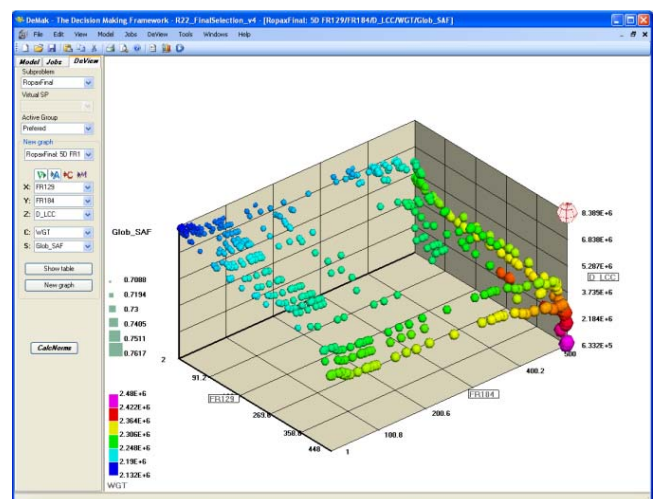 DeMak - The Decision Making Framework - R22_FinalSelection_v4 - [RopaxFinal: 5D FR129/FR184/D_LCC/WGT/Glob_SAF]
File Edit View Model Jobs DeView Tools Windows Help
Model Jobs DeView
Subproblem
RopaxFinal
Virtual SP
Active Group
Prefered
New graph
RopaxFinal: 5D FR1
X: FR129
Y: FR184
Z: D_LCC
C: WGT
S: Glob_SAF
Show table
New graph
CalcNorms
Glob_SAF
0.7088
0.7194
0.73
0.7405
0.7511
0.7617
2.48E+6
2.422E+6
2.364E+6
2.306E+6
2.248E+6
2.19E+6
2.132E+6
WGT
2
91.2
FR129
269.6
358.8
448
1
100.8
200.6
FR184
400.2
500
8.389E+6
6.838E+6
5.287E+6
D_LCC
3.735E+6
2.184E+6
6.332E+5